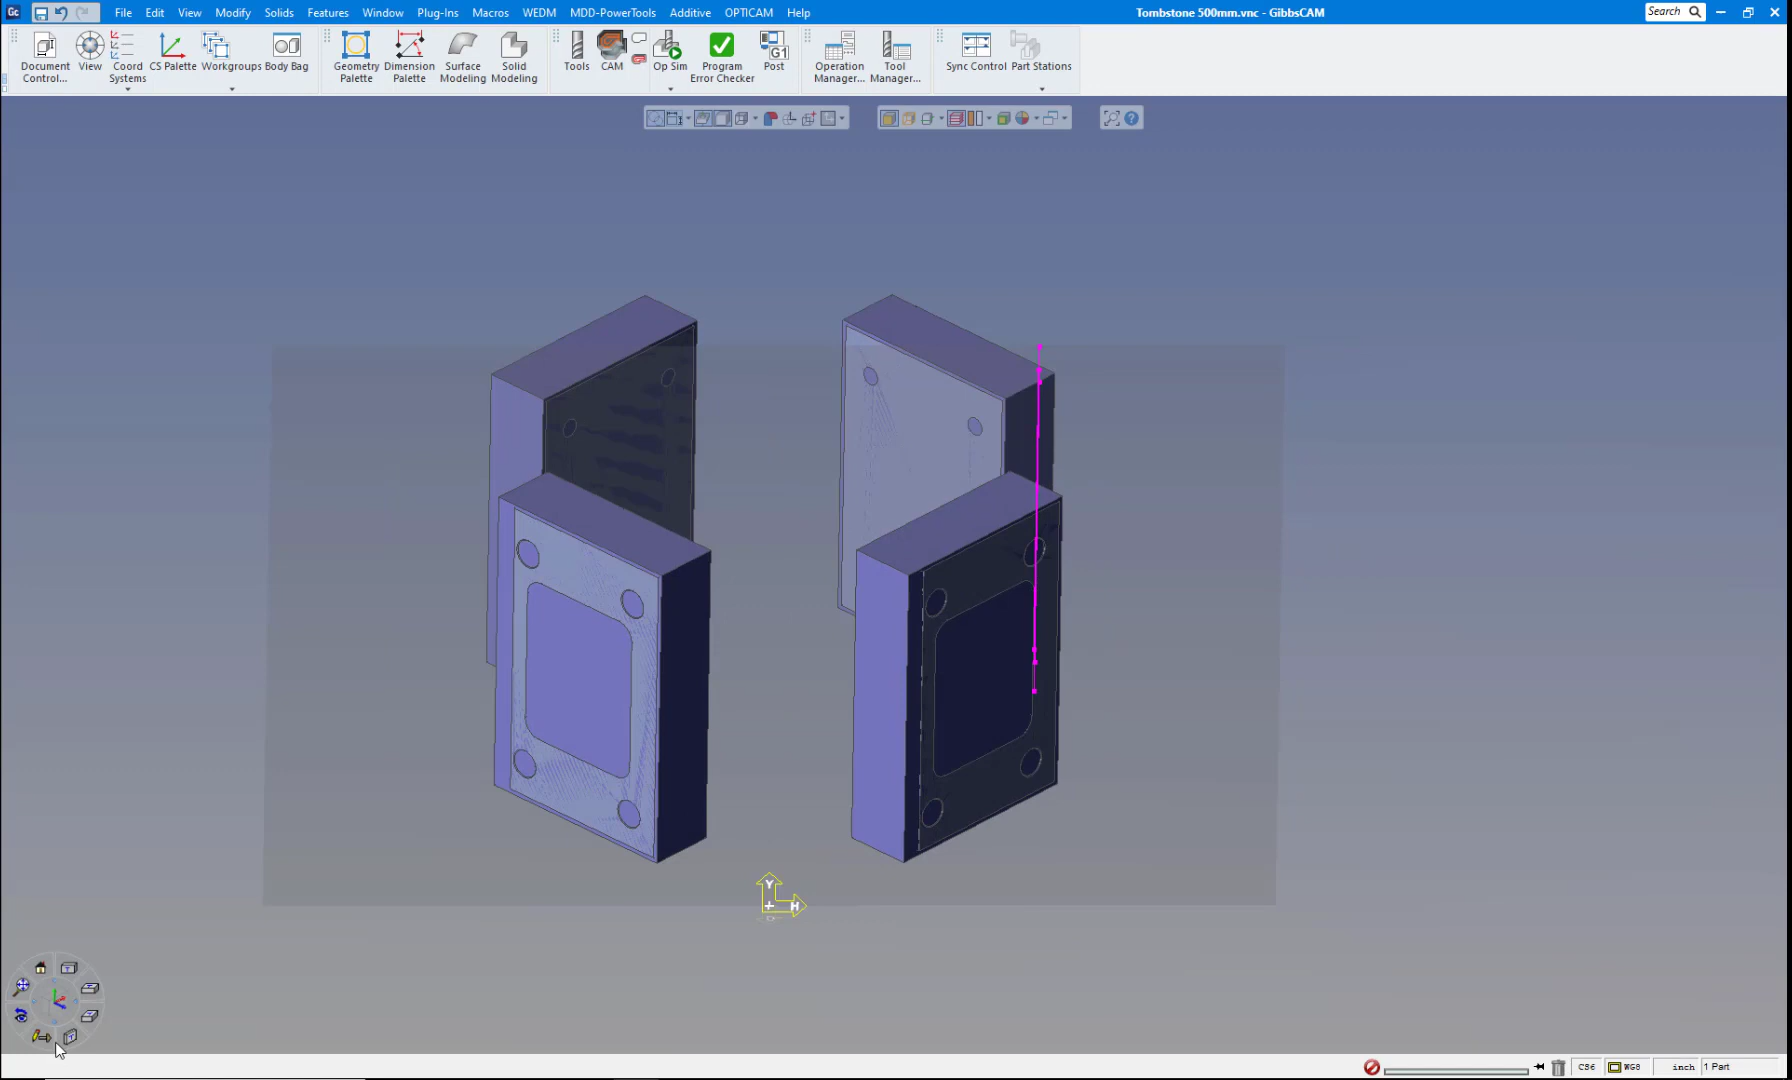 Gc File Edit View Modify Solids Features Window Plug-Ins Macros WEDM MDD-PowerTools Additive OPTICAM Help Tombstone 500mm.vnc - GibbsCAM Search
Document Control...
View
Coord Systems
CS Palette
Workgroups
Body Bag
Geometry Palette
Dimension Palette
Surface Modeling
Solid Modeling
Tools
CAM
Op Sim
Program Error Checker
G1
Post
Operation Manager...
Tool Manager...
Sync Control
Part Stations
Y
H
CS6 WG8 inch 1 Part